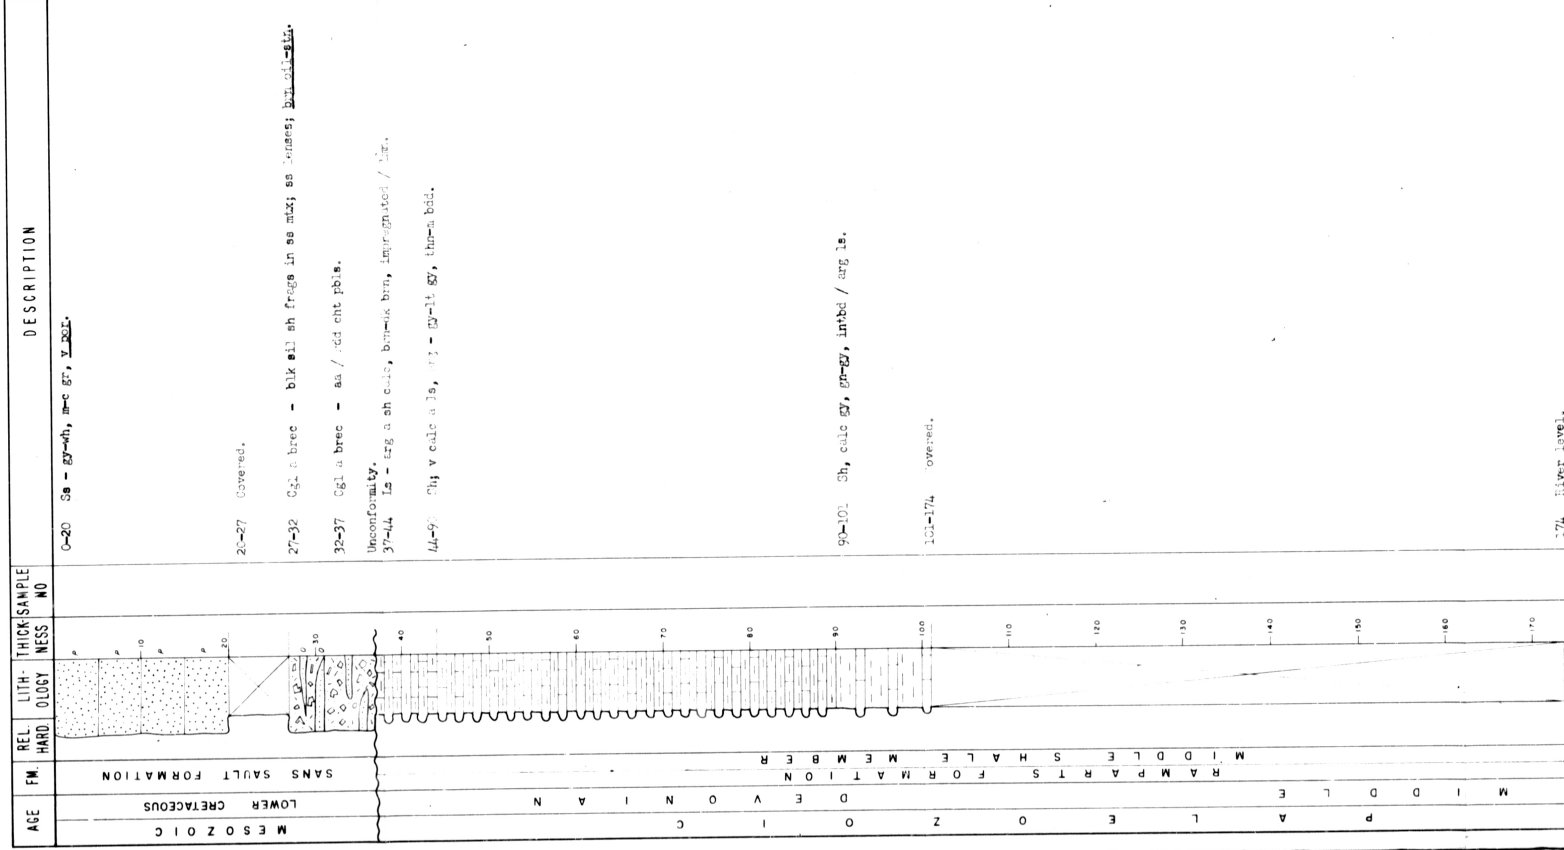 AGE
FM.
REL. HARD.
LITH-OLOGY
THICK-NESS
SAMPLE NO
DESCRIPTION
MESOZOIC
LOWER CRETACEOUS
SANS SAULT FORMATION
PALEOZOIC
MIDDLE DEVONIAN
RAMPARTS FORMATION
MIDDLE SHALE MEMBER
P
P
10
P
P
20
30
O
O
40
50
60
70
80
90
100
110
120
130
140
150
160
170
0-20 Ss - gy-wh, m-c gr, v por.
20-27 Covered.
27-32 Cgl a brec - blk sil sh frags in ss mtx; ss lenses; brn oil-stn.
32-37 Cgl a brec - aa / rdd cht pbls.
Unconformity.
37-44 Ls - arg a sh calc, brn-dk brn, impregnated /
44-90 Sh; v calc a ls, arg - gy-lt gy, thn-m bdd.
90-101 Sh, calc gy, gn-gy, intbd / arg ls.
101-174 Covered.
174 River level.